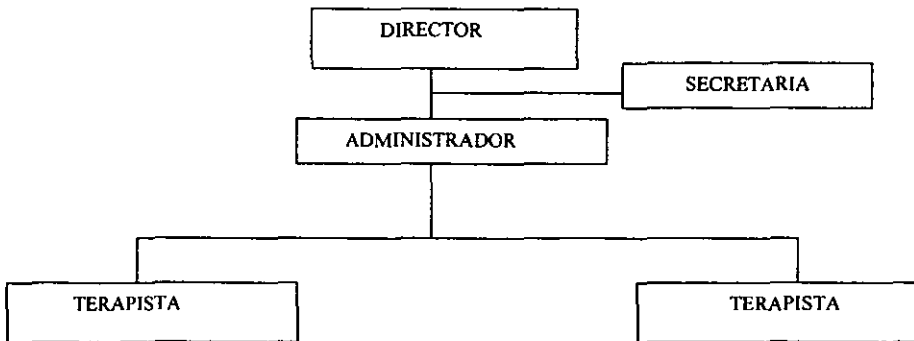 DIRECTOR
SECRETARIA
ADMINISTRADOR
TERAPISTA
TERAPISTA